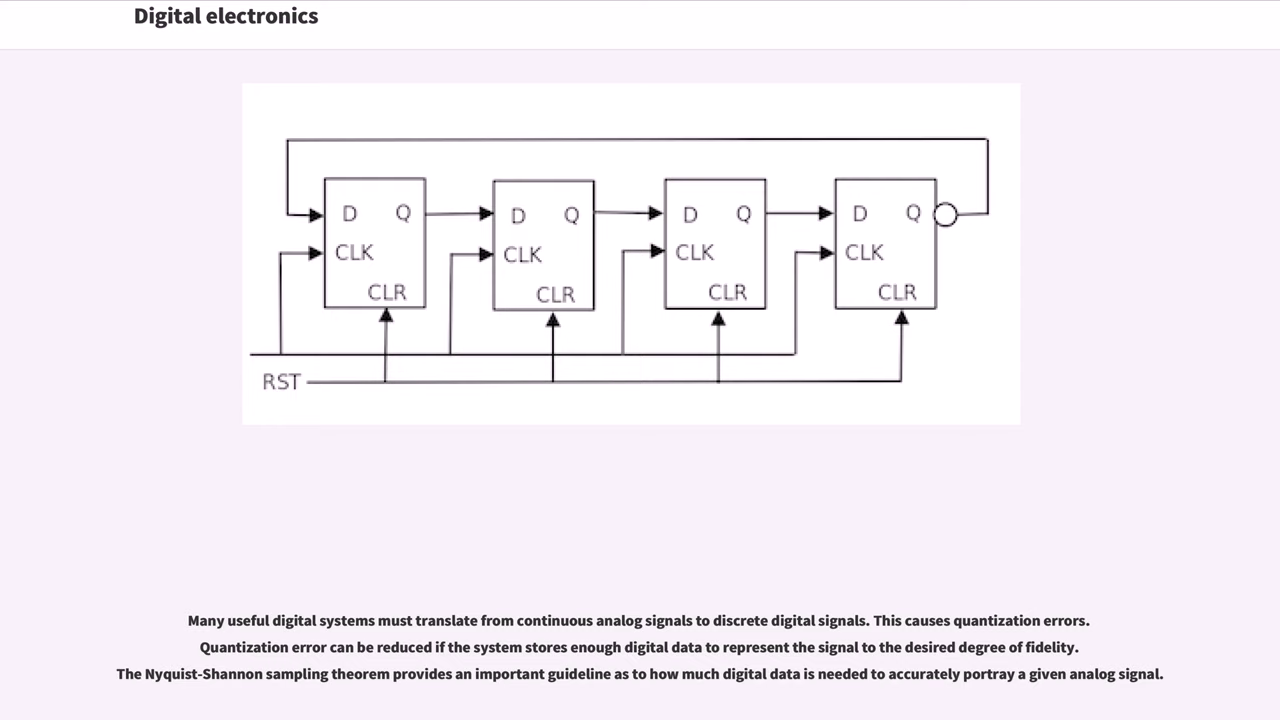 Digital electronics
D Q D Q D Q D Q
CLK CLK CLK CLK
CLR CLR CLR CLR
RST
Many useful digital systems must translate from continuous analog signals to discrete digital signals. This causes quantization errors.
Quantization error can be reduced if the system stores enough digital data to represent the signal to the desired degree of fidelity.
The Nyquist-Shannon sampling theorem provides an important guideline as to how much digital data is needed to accurately portray a given analog signal.